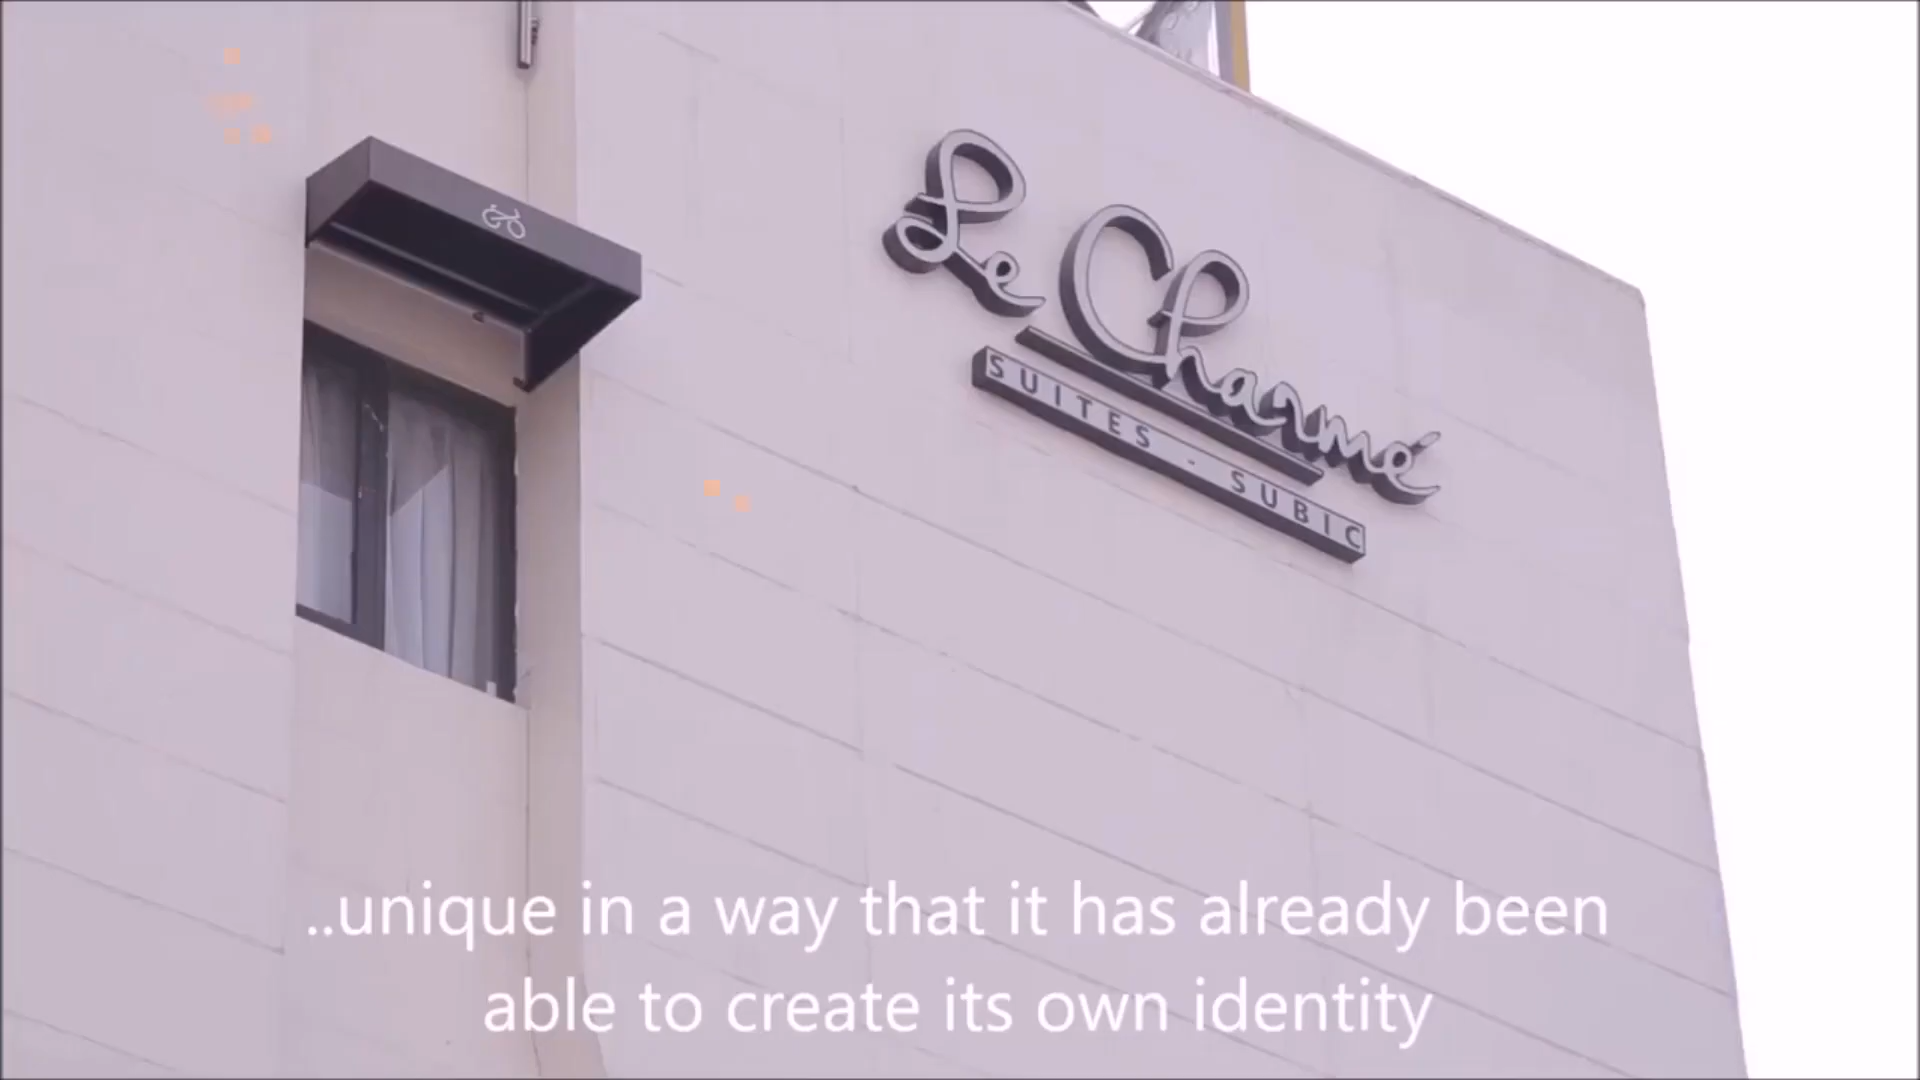 Le Charmé
SUITES - SUBIC
..unique in a way that it has already been
able to create its own identity